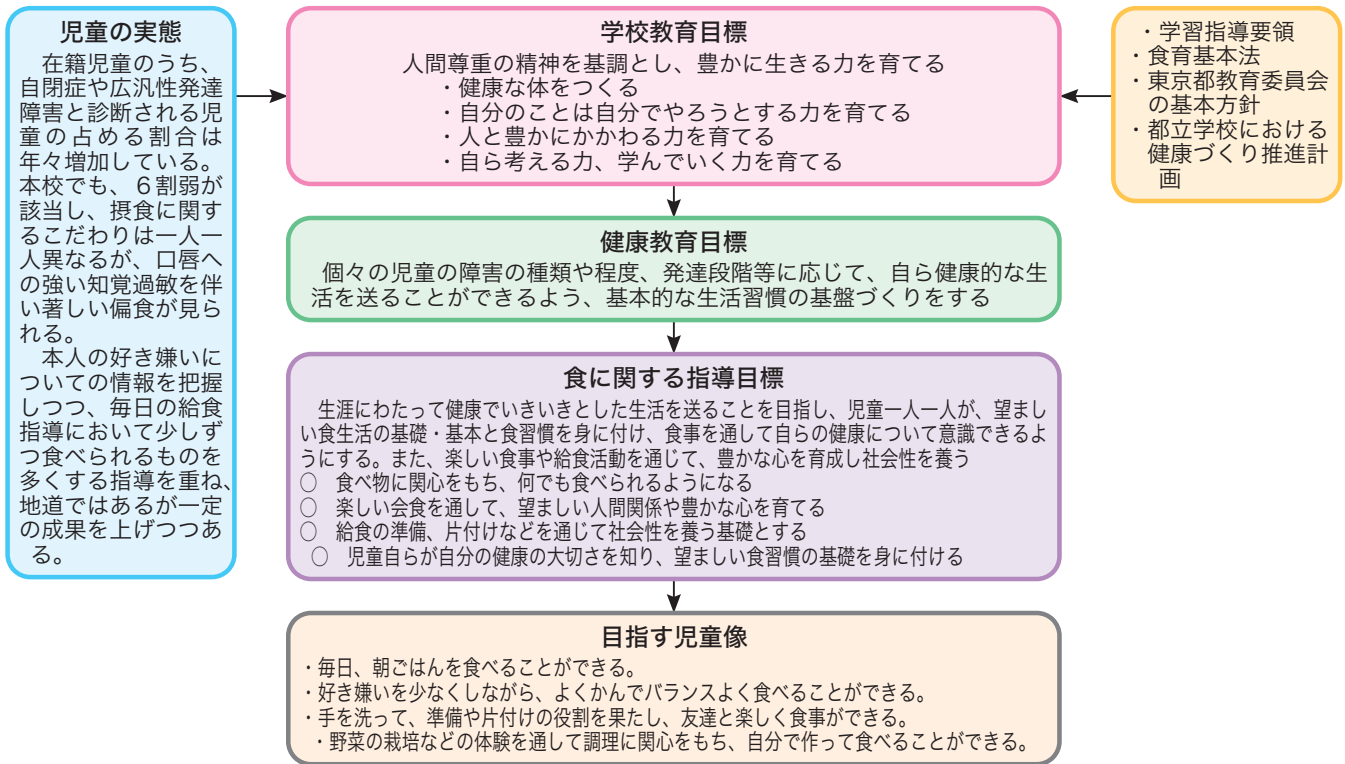 児童の実態
在籍児童のうち、
自閉症や広汎性発達
障害と診断される児
童の占める割合は
年々増加している。
本校でも、６割弱が
該当し、摂食に関す
るこだわりは一人一
人異なるが、口唇へ
の強い知覚過敏を伴
い著しい偏食が見ら
れる。
本人の好き嫌いに
ついての情報を把握
しつつ、毎日の給食
指導において少しず
つ食べられるものを
多くする指導を重ね、
地道ではあるが一定
の成果を上げつつあ
る。
学校教育目標
人間尊重の精神を基調とし、豊かに生きる力を育てる
・健康な体をつくる
・自分のことは自分でやろうとする力を育てる
・人と豊かにかかわる力を育てる
・自ら考える力、学んでいく力を育てる
・学習指導要領
・食育基本法
・東京都教育委員会
の基本方針
・都立学校における
健康づくり推進計
画
健康教育目標
個々の児童の障害の種類や程度、発達段階等に応じて、自ら健康的な生
活を送ることができるよう、基本的な生活習慣の基盤づくりをする
食に関する指導目標
生涯にわたって健康でいきいきとした生活を送ることを目指し、児童一人一人が、望まし
い食生活の基礎・基本と食習慣を身に付け、食事を通して自らの健康について意識できるよ
うにする。また、楽しい食事や給食活動を通じて、豊かな心を育成し社会性を養う
○　食べ物に関心をもち、何でも食べられるようになる
○　楽しい会食を通して、望ましい人間関係や豊かな心を育てる
○　給食の準備、片付けなどを通じて社会性を養う基礎とする
○　児童自らが自分の健康の大切さを知り、望ましい食習慣の基礎を身に付ける
目指す児童像
・毎日、朝ごはんを食べることができる。
・好き嫌いを少なくしながら、よくかんでバランスよく食べることができる。
・手を洗って、準備や片付けの役割を果たし、友達と楽しく食事ができる。
・野菜の栽培などの体験を通して調理に関心をもち、自分で作って食べることができる。